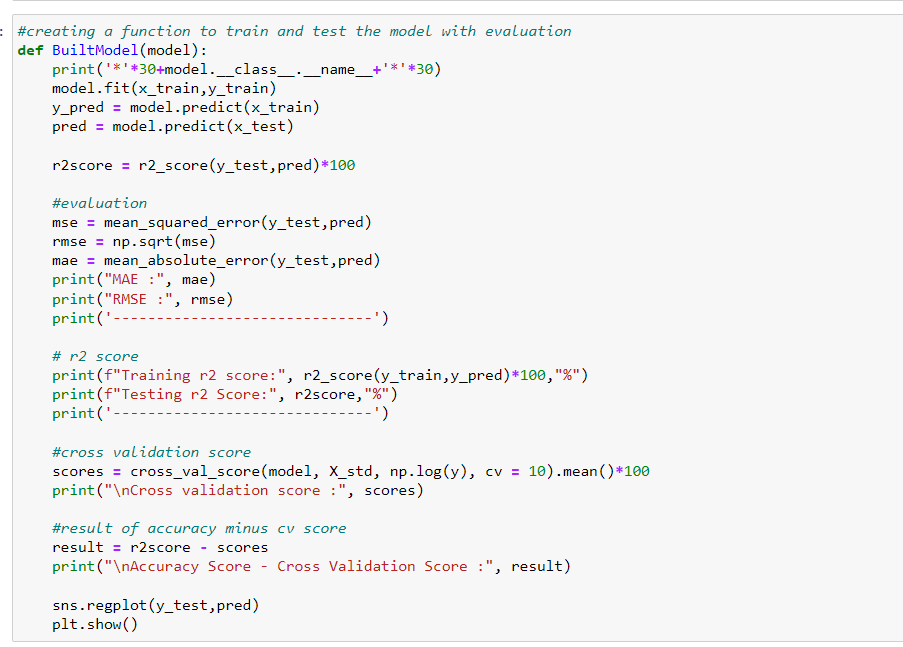 :
#creating a function to train and test the model with evaluation
def BuiltModel(model):
    print('*'*30+model.__class__.__name__+'*'*30)
    model.fit(x_train,y_train)
    y_pred = model.predict(x_train)
    pred = model.predict(x_test)

    r2score = r2_score(y_test,pred)*100

    #evaluation
    mse = mean_squared_error(y_test,pred)
    rmse = np.sqrt(mse)
    mae = mean_absolute_error(y_test,pred)
    print("MAE :", mae)
    print("RMSE :", rmse)
    print('------------------------------')

    # r2 score
    print(f"Training r2 score:", r2_score(y_train,y_pred)*100,"%")
    print(f"Testing r2 Score:", r2score,"%")
    print('------------------------------')

    #cross validation score
    scores = cross_val_score(model, X_std, np.log(y), cv = 10).mean()*100
    print("\nCross validation score :", scores)

    #result of accuracy minus cv score
    result = r2score - scores
    print("\nAccuracy Score - Cross Validation Score :", result)

    sns.regplot(y_test,pred)
    plt.show()